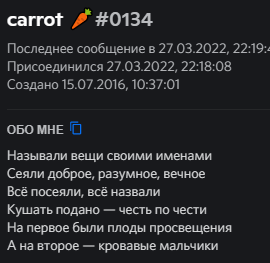 carrot 🥕 #0134
Последнее сообщение в 27.03.2022, 22:19:
Присоединился 27.03.2022, 22:18:08
Создано 15.07.2016, 10:37:01
ОБО МНЕ
Называли вещи своими именами
Сеяли доброе, разумное, вечное
Всё посеяли, всё назвали
Кушать подано — честь по чести
На первое были плоды просвещения
А на второе — кровавые мальчики